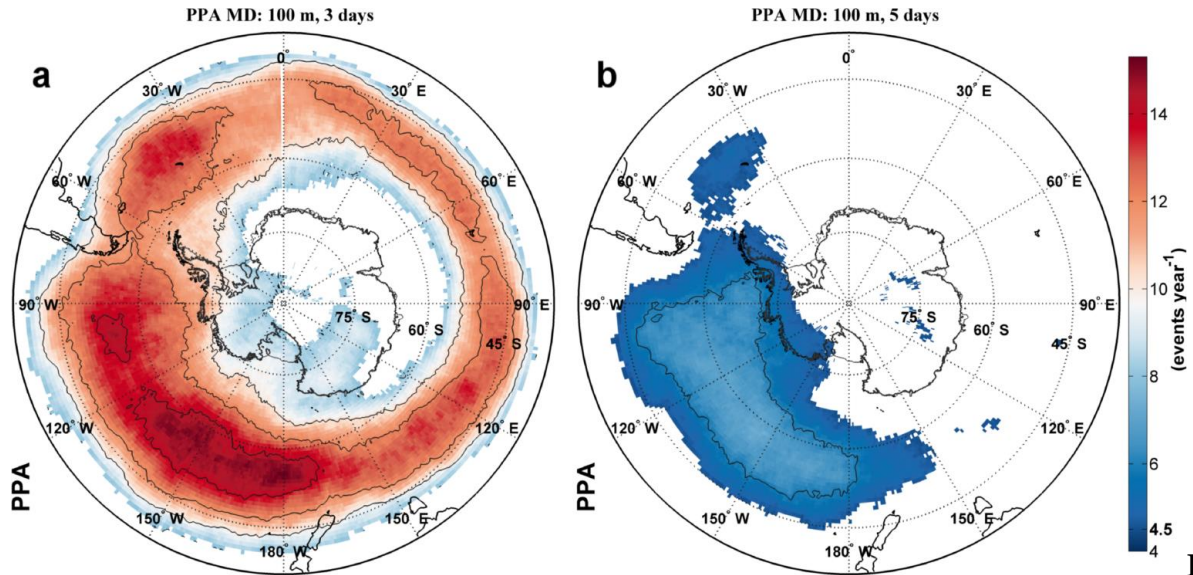 PPA MD: 100 m, 3 days
PPA MD: 100 m, 5 days
a
b
0°
30° W
30° E
60° W
60° E
90° W
90° E
75° S
60° S
45° S
120° W
120° E
150° W
150° E
180° W
PPA
0°
30° W
30° E
60° W
60° E
90° W
90° E
75° S
60° S
45° S
120° W
120° E
150° W
150° E
180° W
PPA
14
12
10
8
6
4.5
4
(events year-1)